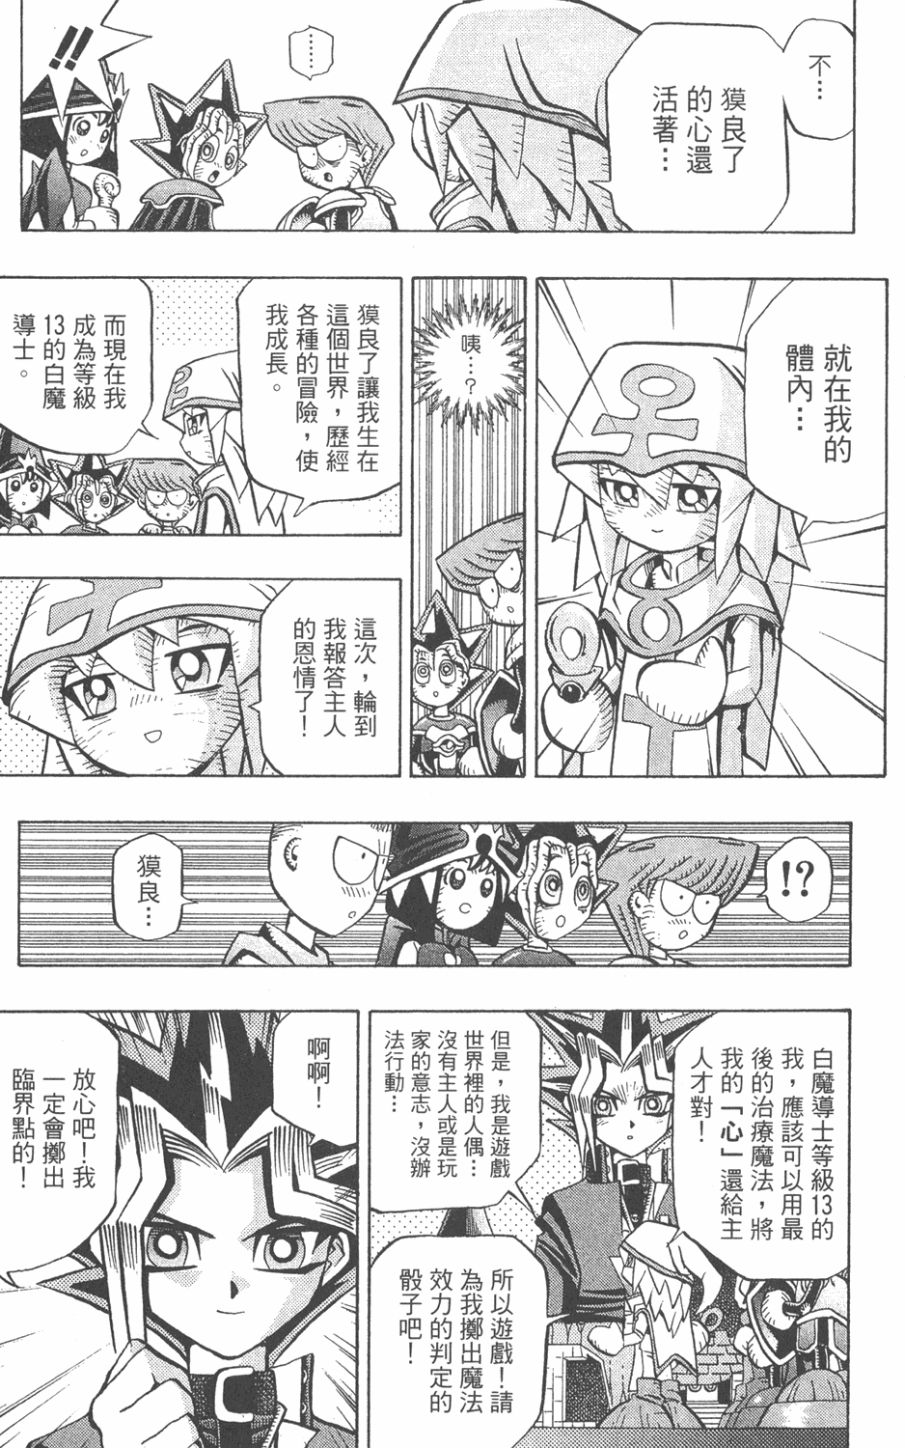 不…
獏良了
的心還
活著…
……
!!
就在我的
體內…
咦…?
獏良了讓我生在
這個世界，歷經
各種的冒險，使
我成長。
而現在我
成為等級
13的白魔
導士。
這次，輪到
我報答主人
的恩情了！
!?
獏良…
白魔導士等級13的
我，應該可以用最
後的治療魔法，將
我的「心」還給主
人才對！
但是，我是遊戲
世界裡的人偶…
沒有主人或是玩
家的意志，沒辦
法行動…
所以遊戲！請
為我擲出魔法
效力的判定的
骰子吧！
啊啊！
放心吧！我
一定會擲出
臨界點的！